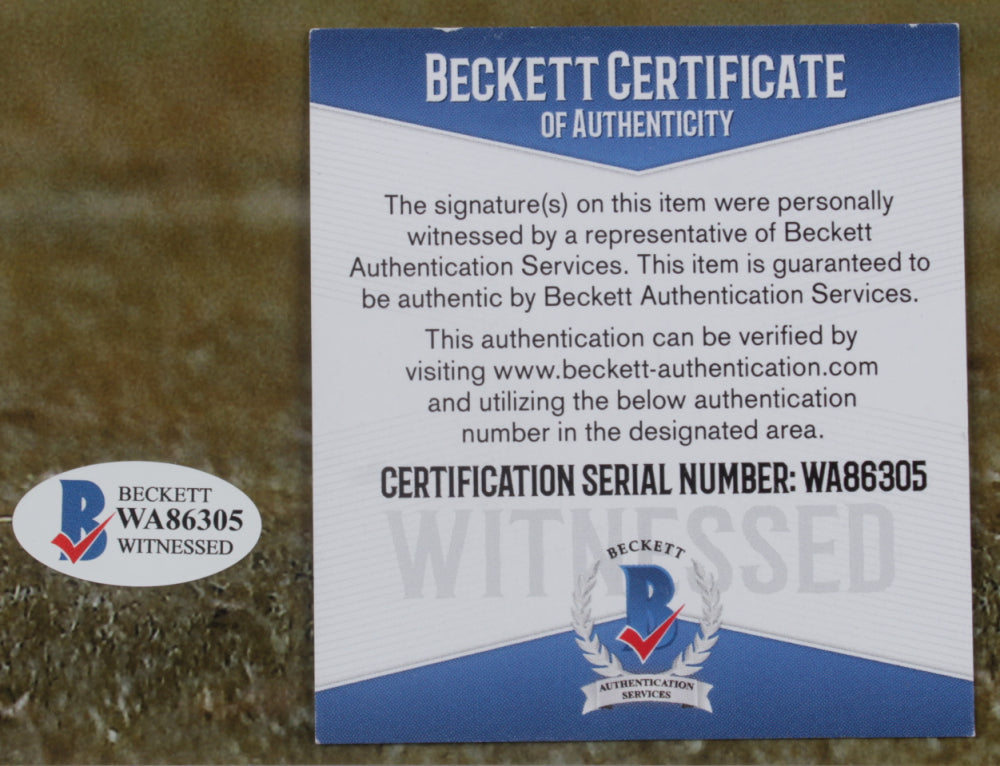 BECKETT CERTIFICATE
OF AUTHENTICITY
The signature(s) on this item were personally
witnessed by a representative of Beckett
Authentication Services. This item is guaranteed to
be authentic by Beckett Authentication Services.
This authentication can be verified by
visiting www.beckett-authentication.com
and utilizing the below authentication
number in the designated area.
CERTIFICATION SERIAL NUMBER: WA86305
WITNESSED
BECKETT
B
AUTHENTICATION
SERVICES
B
BECKETT
WA86305
WITNESSED